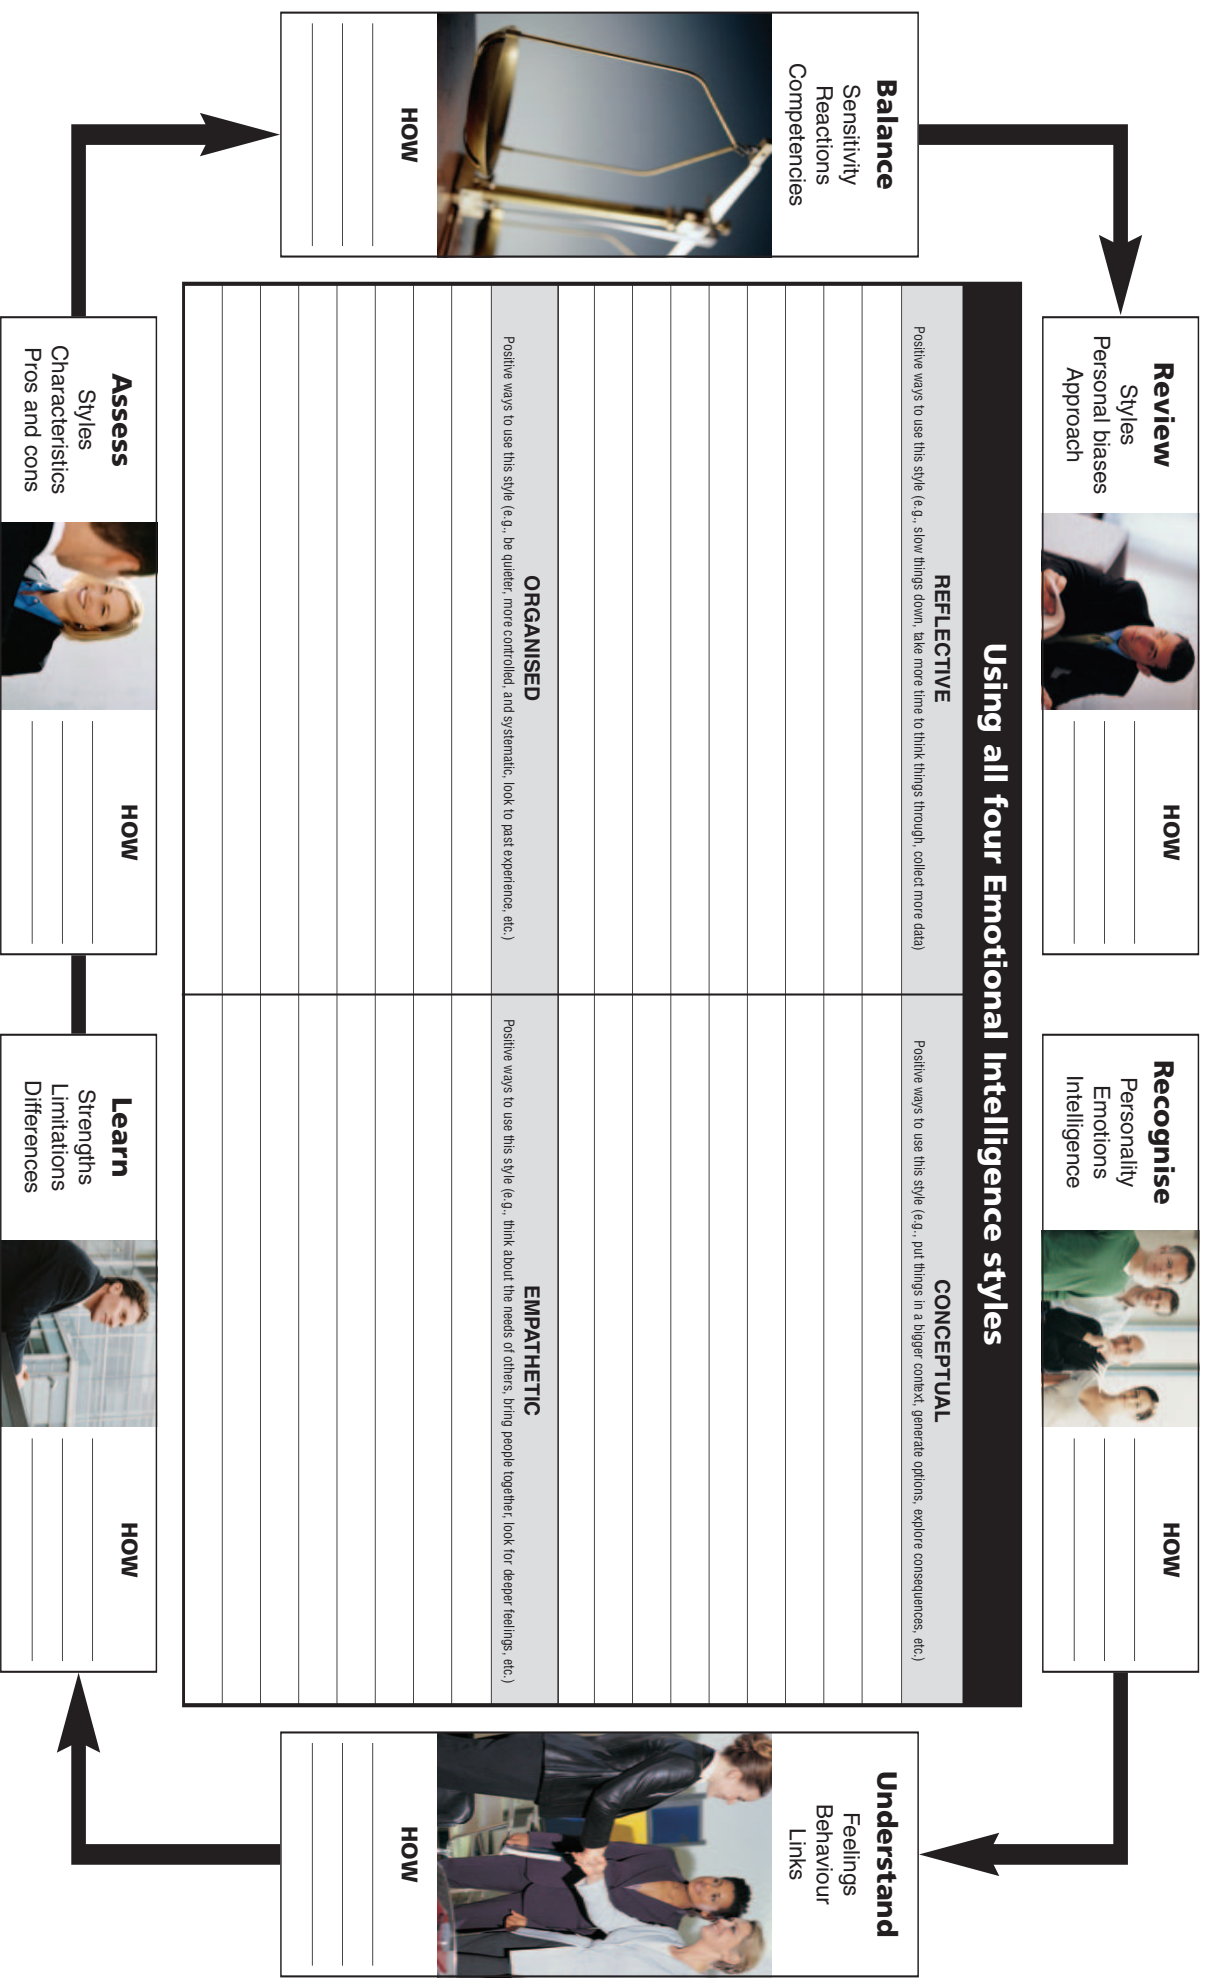 Review
Styles
Personal biases
Approach
HOW
Recognise
Personality
Emotions
Intelligence
HOW
Balance
Sensitivity
Reactions
Competencies
HOW
Using all four Emotional Intelligence styles
REFLECTIVE
Positive ways to use this style (e.g., slow things down, take more time to think things through, collect more data)
CONCEPTUAL
Positive ways to use this style (e.g., put things in a bigger context, generate options, explore consequences, etc.)
ORGANISED
Positive ways to use this style (e.g., be quieter, more controlled, and systematic, look to past experience, etc.)
EMPATHETIC
Positive ways to use this style (e.g., think about the needs of others, bring people together, look for deeper feelings, etc.)
Understand
Feelings
Behaviour
Links
HOW
Assess
Styles
Characteristics
Pros and cons
HOW
Learn
Strengths
Limitations
Differences
HOW